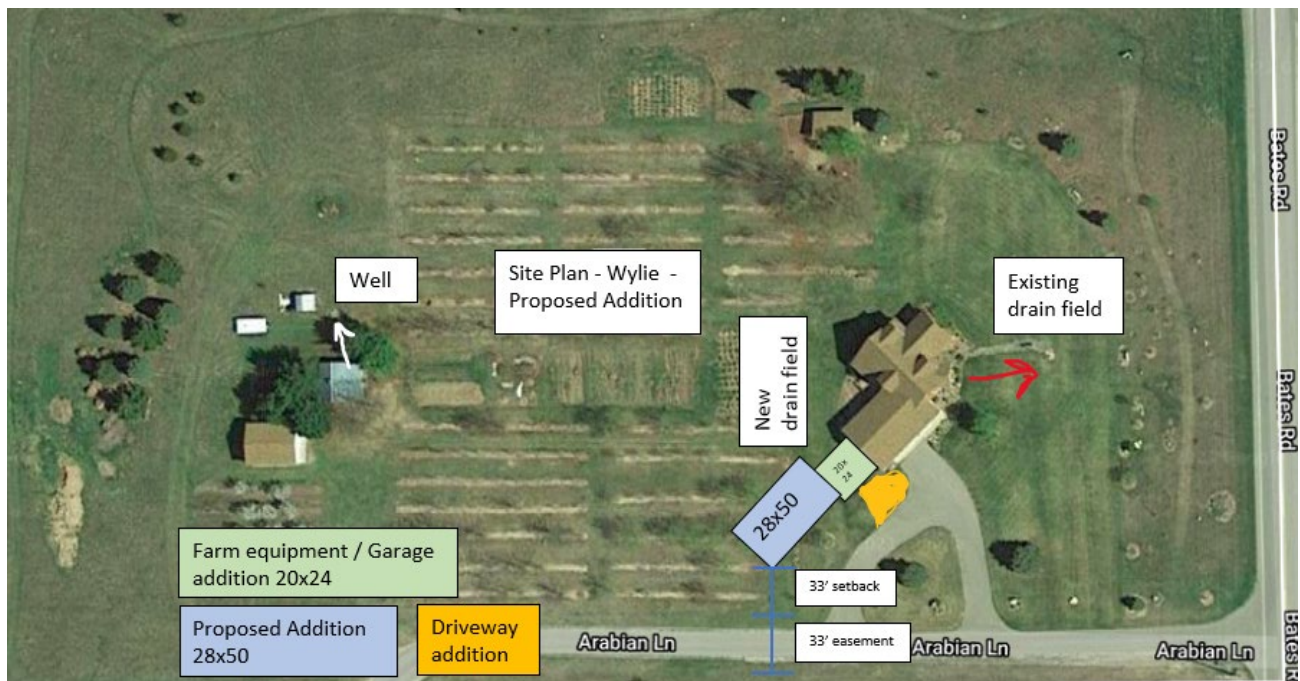 Bates Rd
Well
Site Plan - Wylie -
Proposed Addition
Existing
drain field
New
drain field
Bates Rd
20x
24
28x50
Farm equipment / Garage
addition 20x24
33' setback
Proposed Addition
28x50
Driveway
addition
Arabian Ln
33' easement
Arabian Ln
Arabian Ln
Bates R